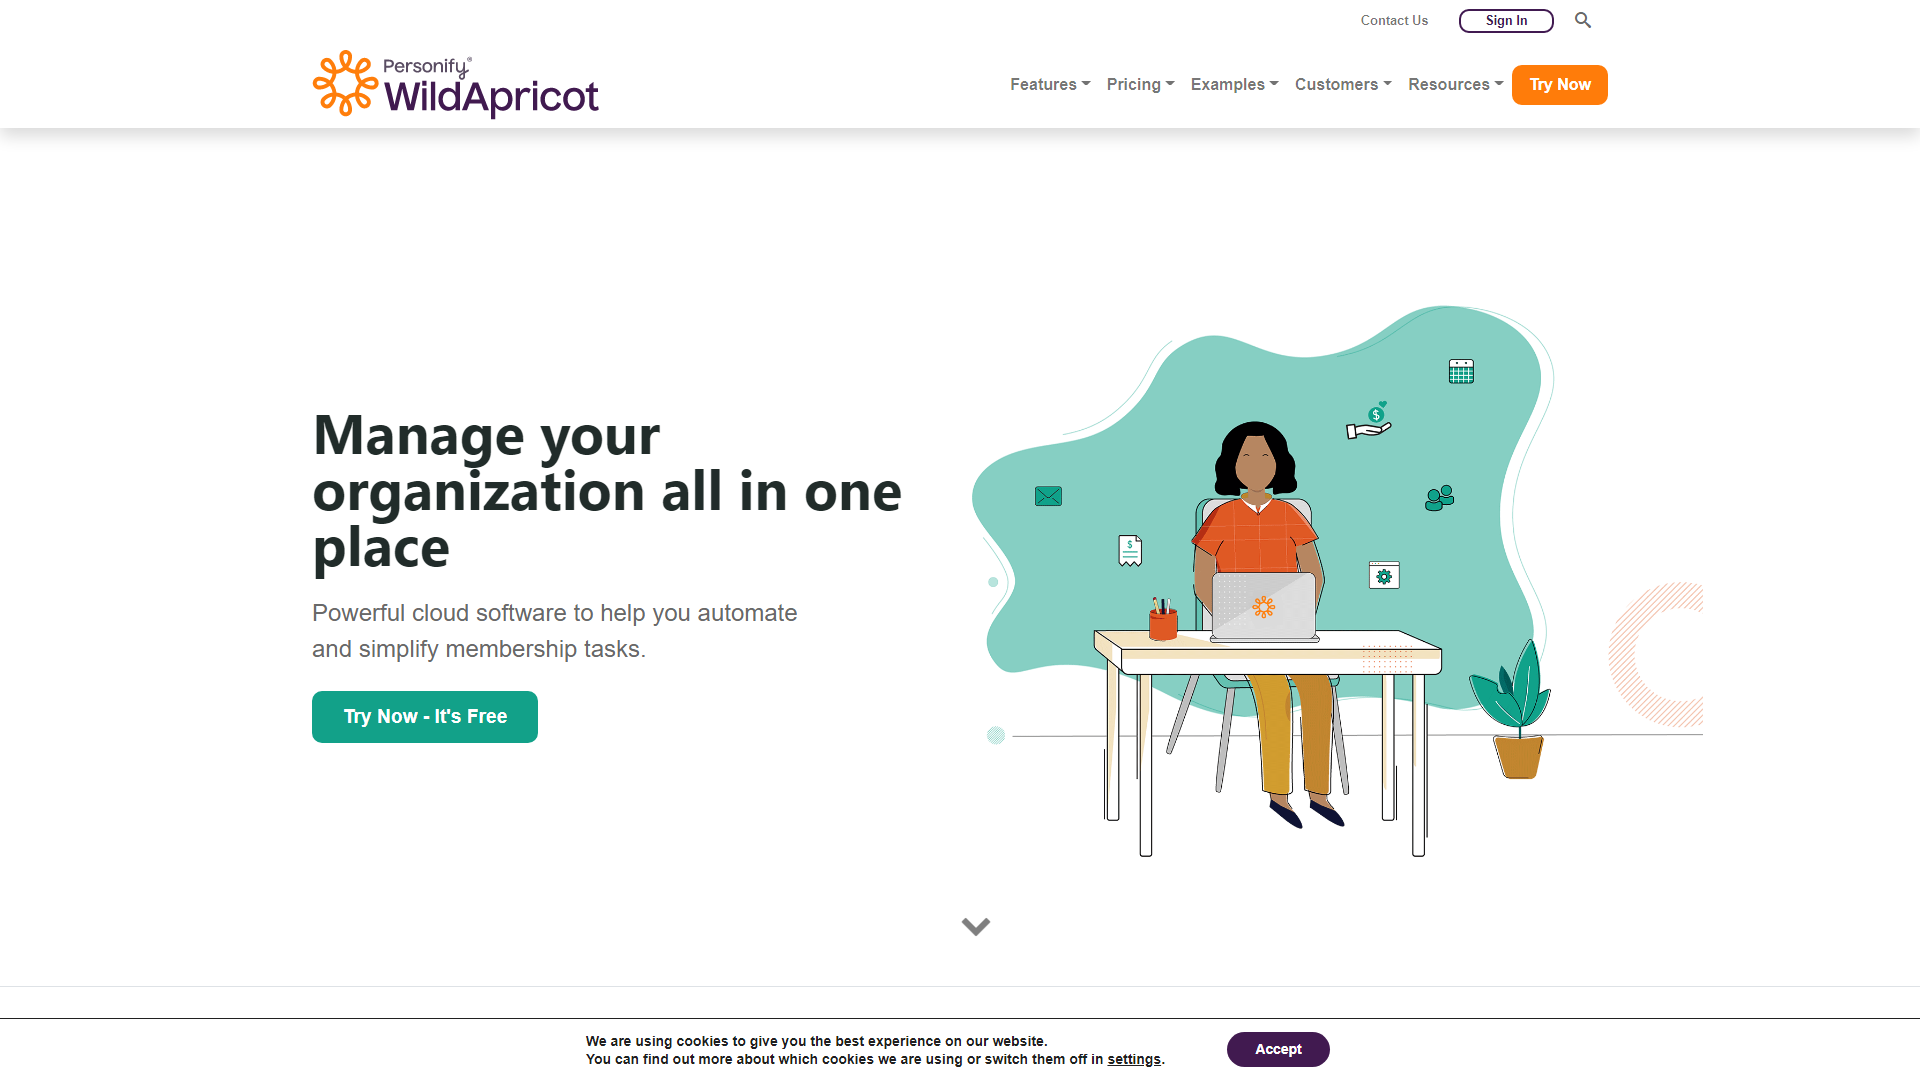 Contact Us
Sign In
Personify®
WildApricot
Features
Pricing
Examples
Customers
Resources
Try Now
Manage your
organization all in one
place
Powerful cloud software to help you automate
and simplify membership tasks.
Try Now - It's Free
$
$
We are using cookies to give you the best experience on our website.
You can find out more about which cookies we are using or switch them off in settings.
Accept